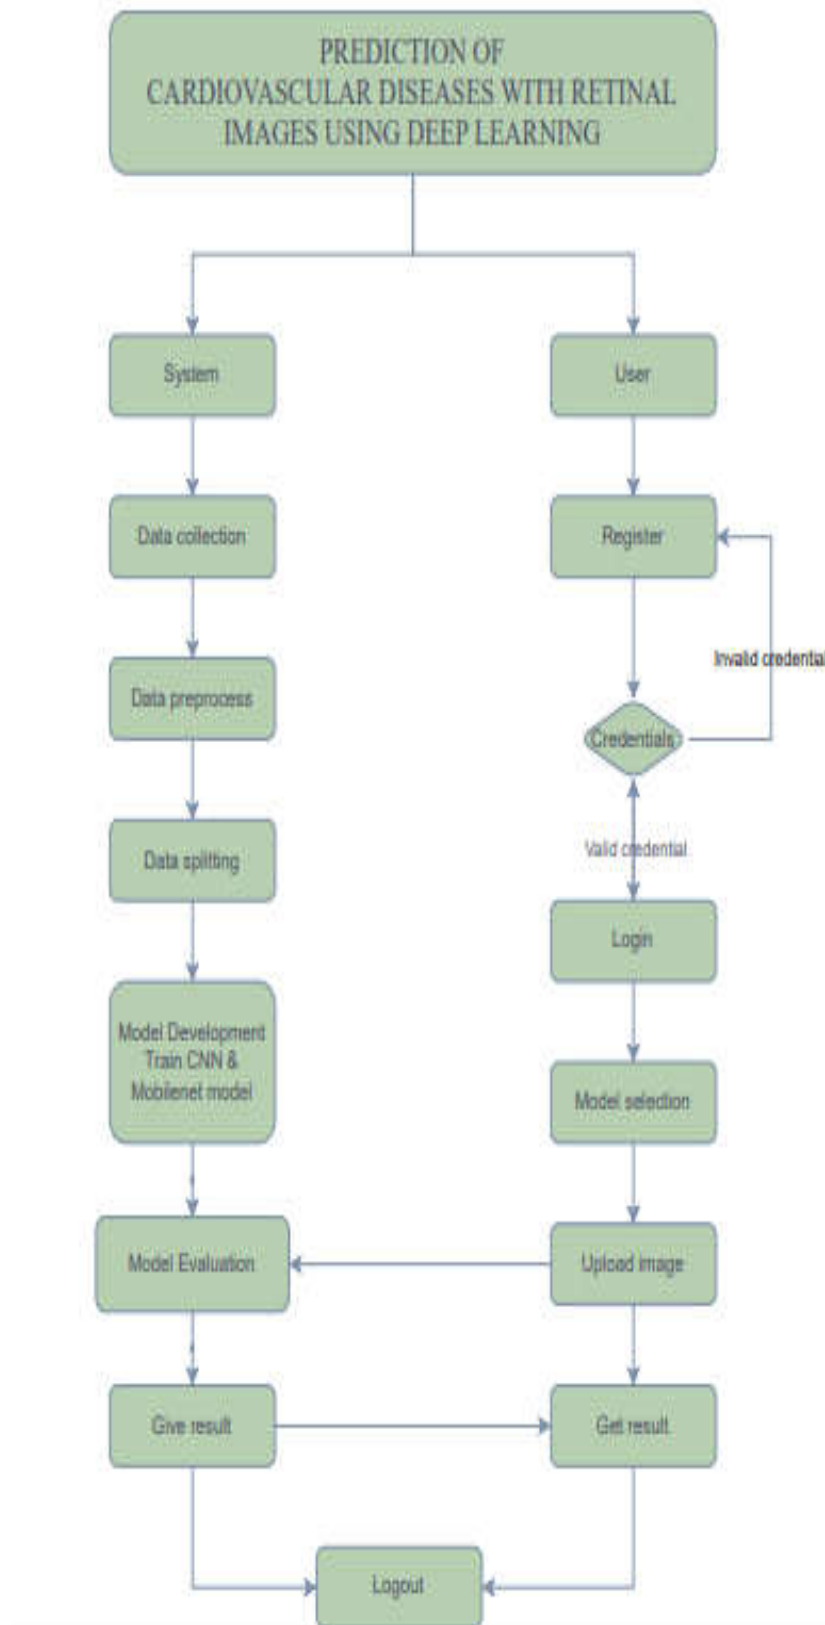 PREDICTION OF
CARDIOVASCULAR DISEASES WITH RETINAL
IMAGES USING DEEP LEARNING
System
User
Data collection
Register
Invalid credential
Data preprocess
Credentials
Valid credential
Data splitting
Login
Model Development
Train CNN &
Mobilenet model
Model selection
Model Evaluation
Upload image
Give result
Get result
Logout